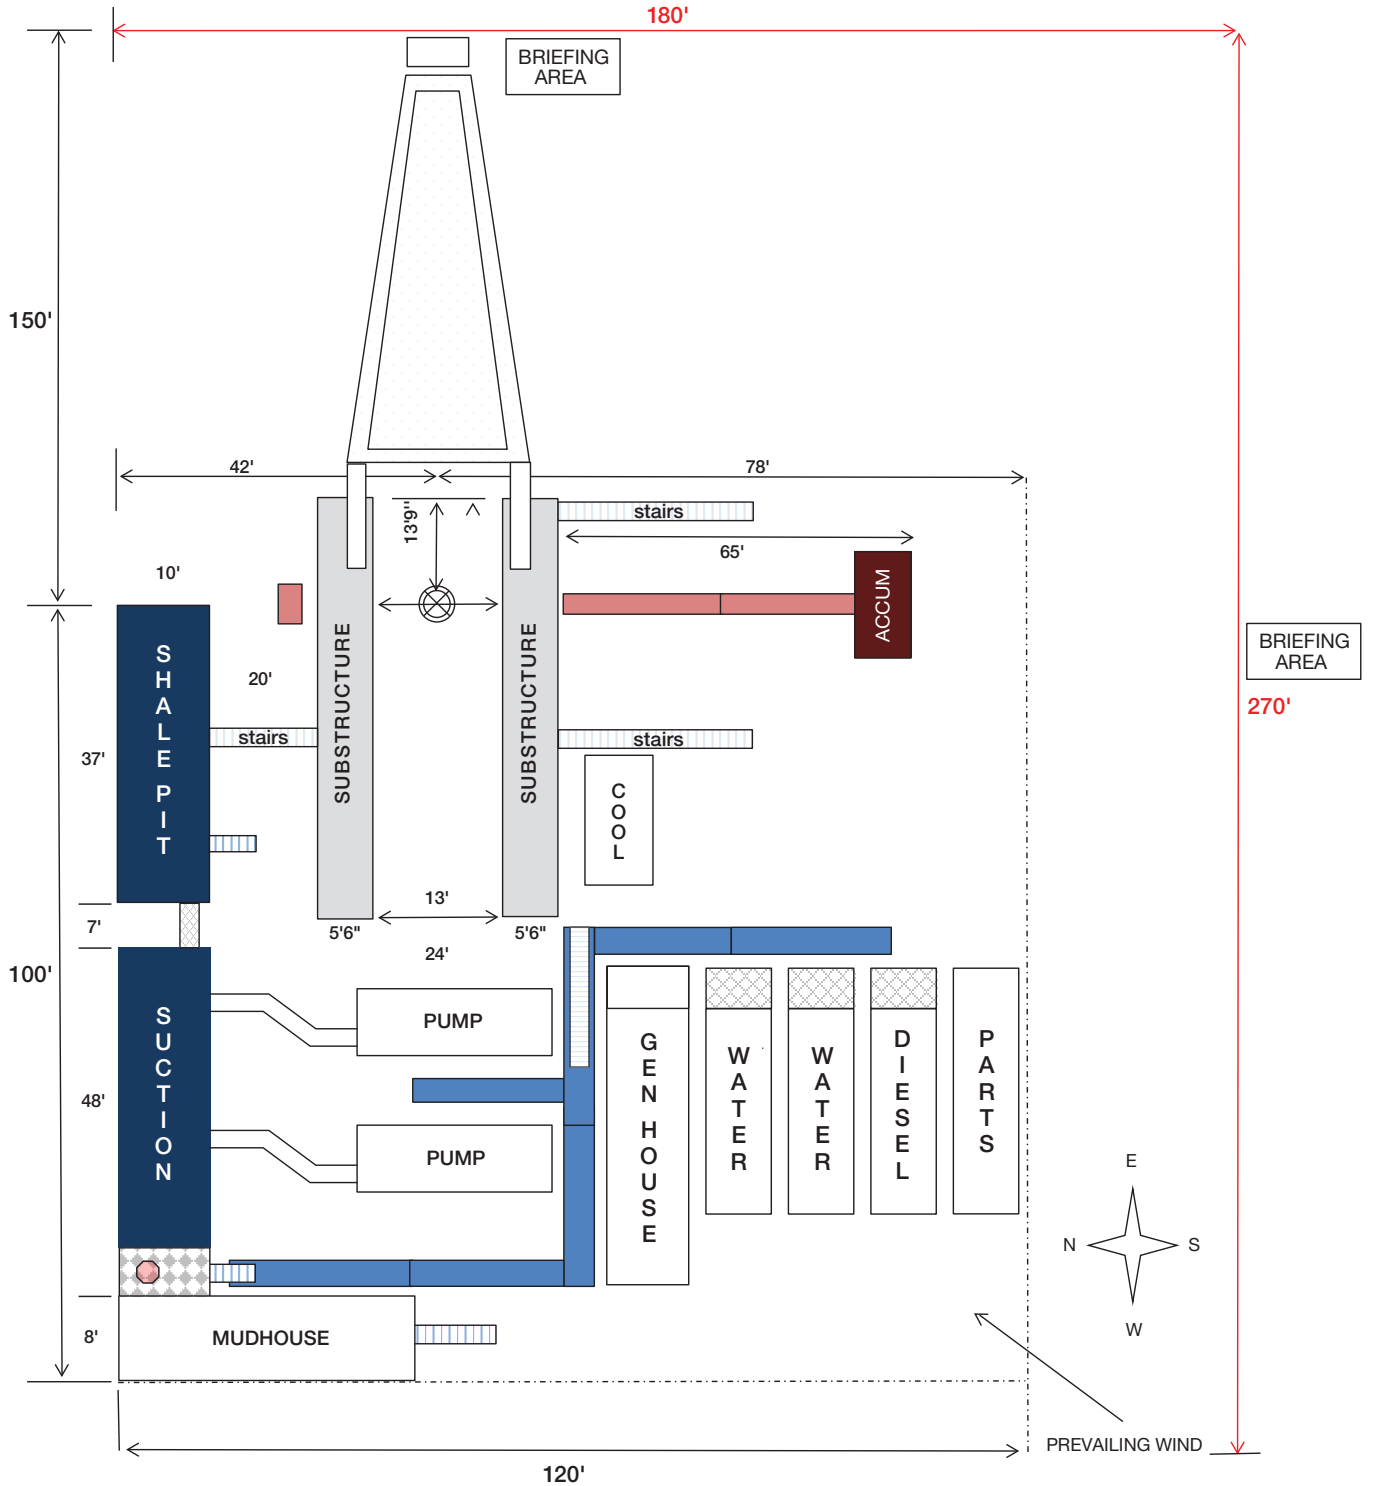 180'
BRIEFING
AREA
150'
42'
78'
13'9"
stairs
65'
10'
ACCUM
SHALE PIT
SUBSTRUCTURE
SUBSTRUCTURE
BRIEFING
AREA
20'
270'
stairs
stairs
37'
COOL
13'
7'
5'6"
5'6"
24'
100'
SUCTION
PUMP
GEN HOUSE
WATER
WATER
DIESEL
PARTS
48'
PUMP
E
N
S
W
8'
MUDHOUSE
PREVAILING WIND
120'